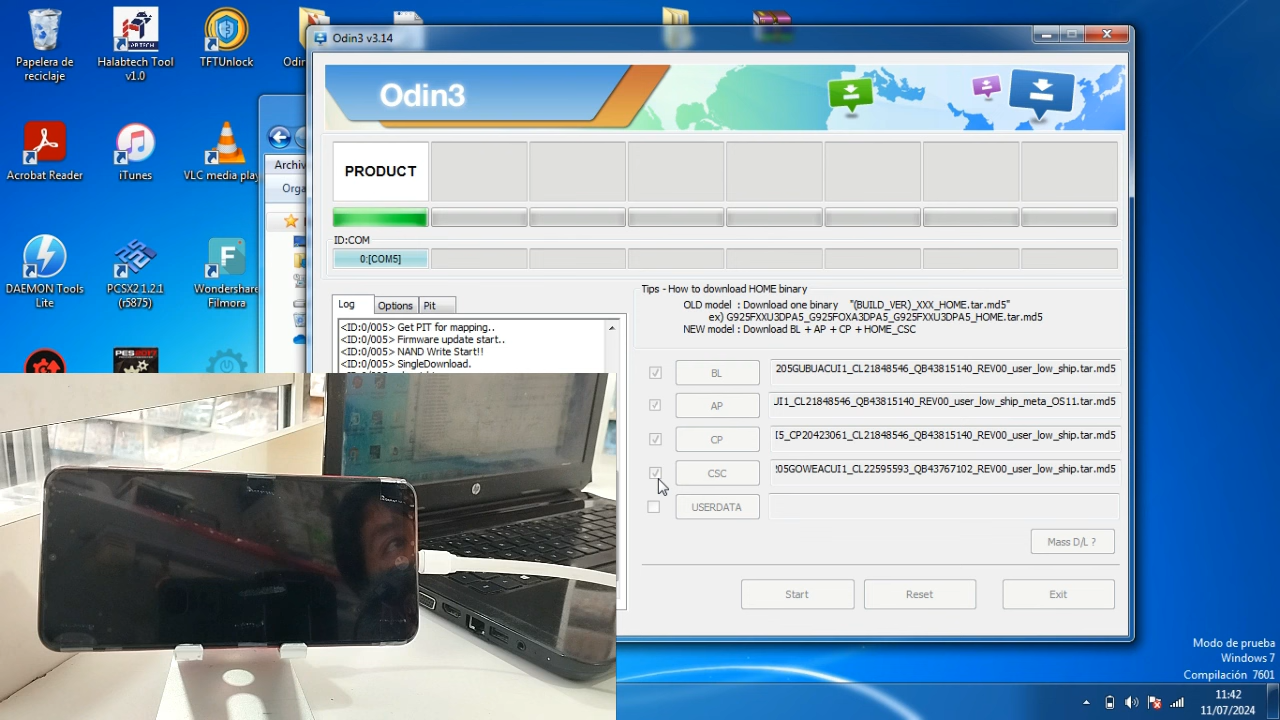 Papelera de
reciclaje
Halabtech Tool
v1.0
TFTUnlock
Acrobat Reader
iTunes
DAEMON Tools
Lite
PCSX2 1.2.1
(r5875)
Wondershare
Filmora
Odin3 v3.14
Odin3
PRODUCT
ID:COM
0:[COM5]
Log
Options
Pit
<ID:0/005> Get PIT for mapping..
<ID:0/005> Firmware update start..
<ID:0/005> NAND Write Start!!
<ID:0/005> SingleDownload.
Tips - How to download HOME binary
OLD model : Download one binary "(BUILD_VER)_XXX_HOME.tar.md5"
ex) G925FXXU3DPA5_G925FOXA3DPA5_G925FXXU3DPA5_HOME.tar.md5
NEW model : Download BL + AP + CP + HOME_CSC
BL
205GUBUACUI1_CL21848546_QB43815140_REV00_user_low_ship.tar.md5
AP
UI1_CL21848546_QB43815140_REV00_user_low_ship_meta_OS11.tar.md5
CP
I5_CP20423061_CL21848546_QB43815140_REV00_user_low_ship.tar.md5
CSC
205GOWEACUI1_CL22595593_QB43767102_REV00_user_low_ship.tar.md5
USERDATA
Mass D/L ?
Start
Reset
Exit
hp
Modo de prueba
Windows 7
Compilación 7601
11:42
11/07/2024